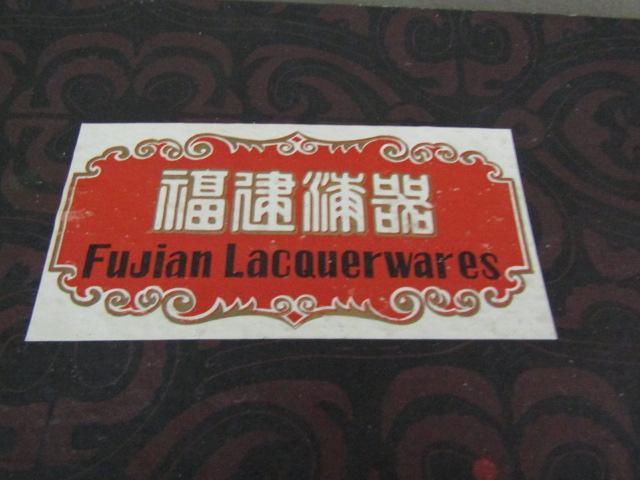 福建漆器
Fujian Lacquerwares